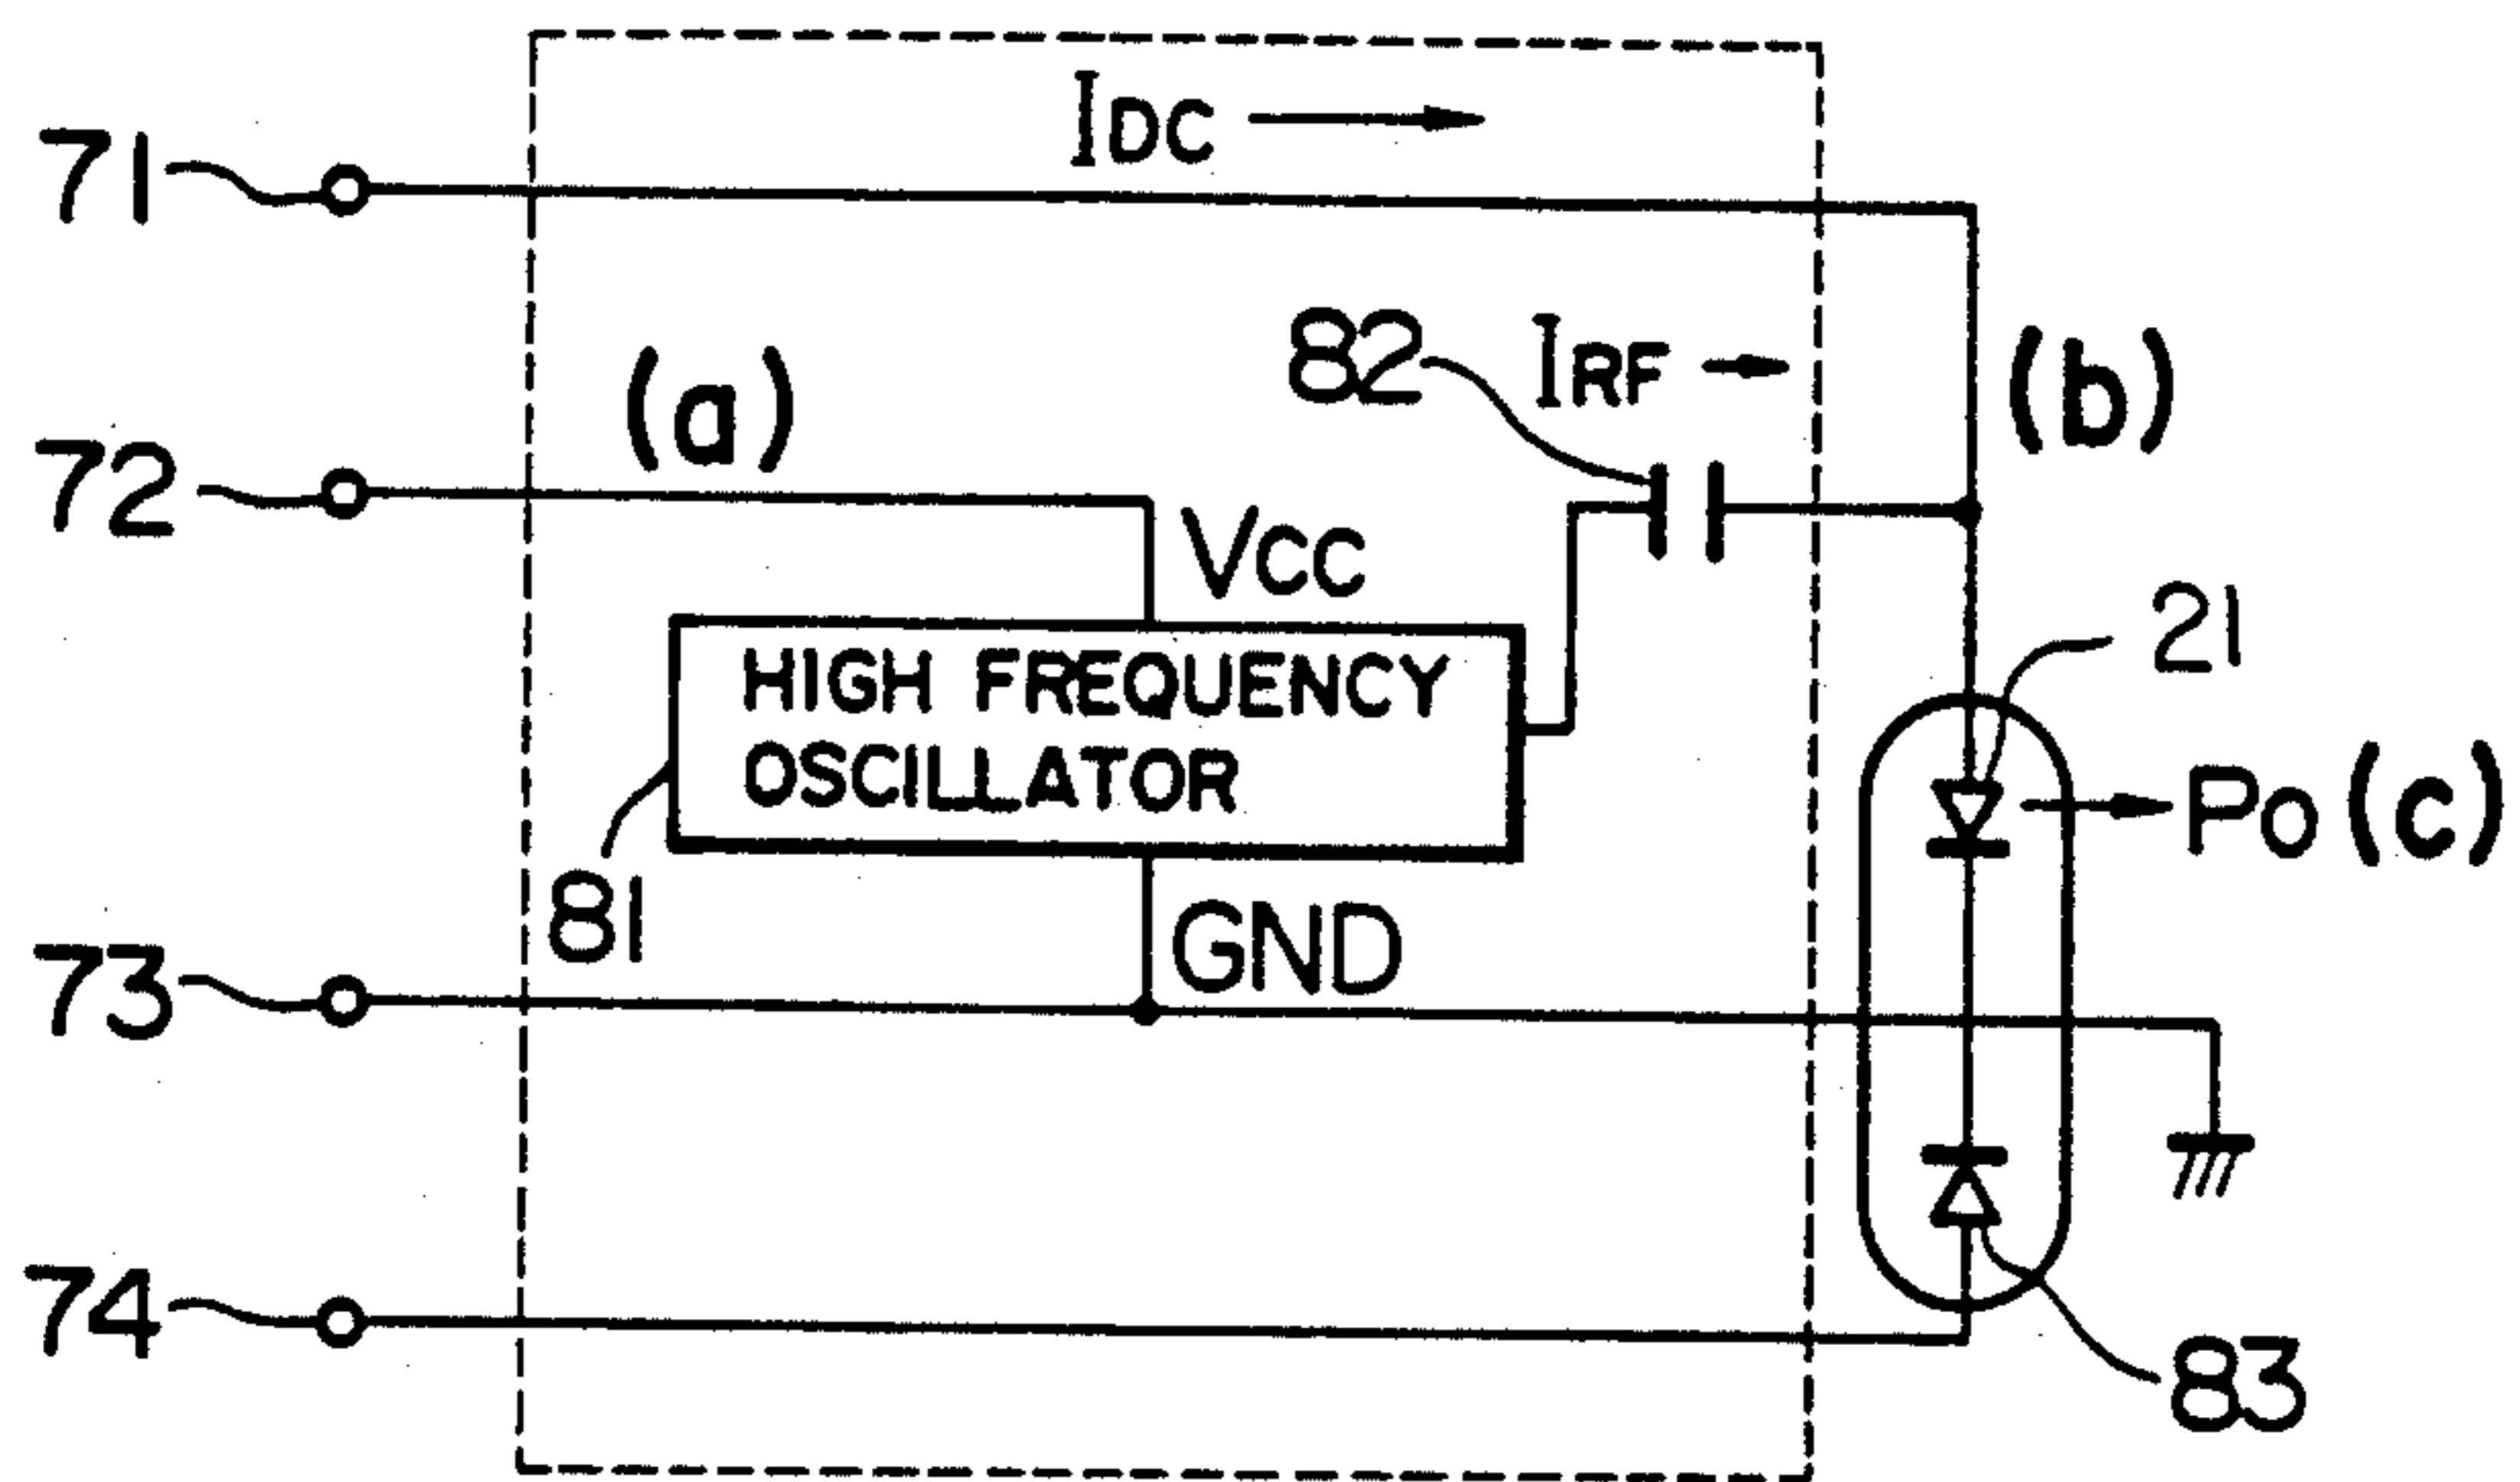 IDC
71
82
IRF
(a)
(b)
72
VCC
21
HIGH FREQUENCY
OSCILLATOR
Po (c)
81
GND
73
74
83